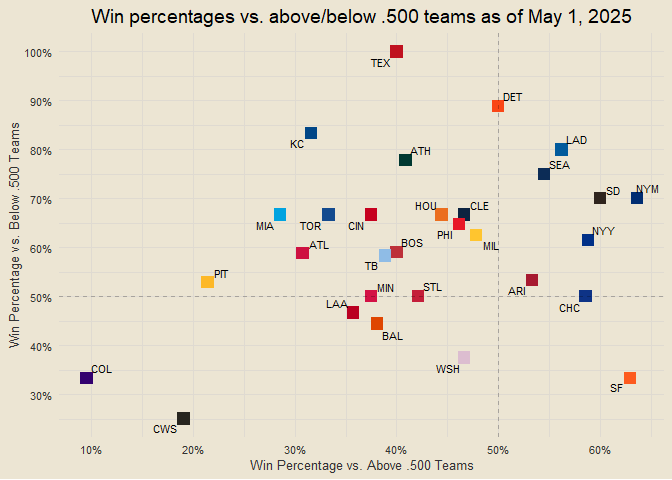 Win percentages vs. above/below .500 teams as of May 1, 2025
Win Percentage vs. Below .500 Teams
100%
90%
80%
70%
60%
50%
40%
30%
TEX
DET
KC
LAD
ATH
SEA
SD
NYM
MIA
TOR
CIN
HOU
CLE
PHI
MIL
NYY
ATL
BOS
TB
PIT
ARI
MIN
STL
CHC
LAA
BAL
WSH
COL
SF
CWS
10%
20%
30%
40%
50%
60%
Win Percentage vs. Above .500 Teams